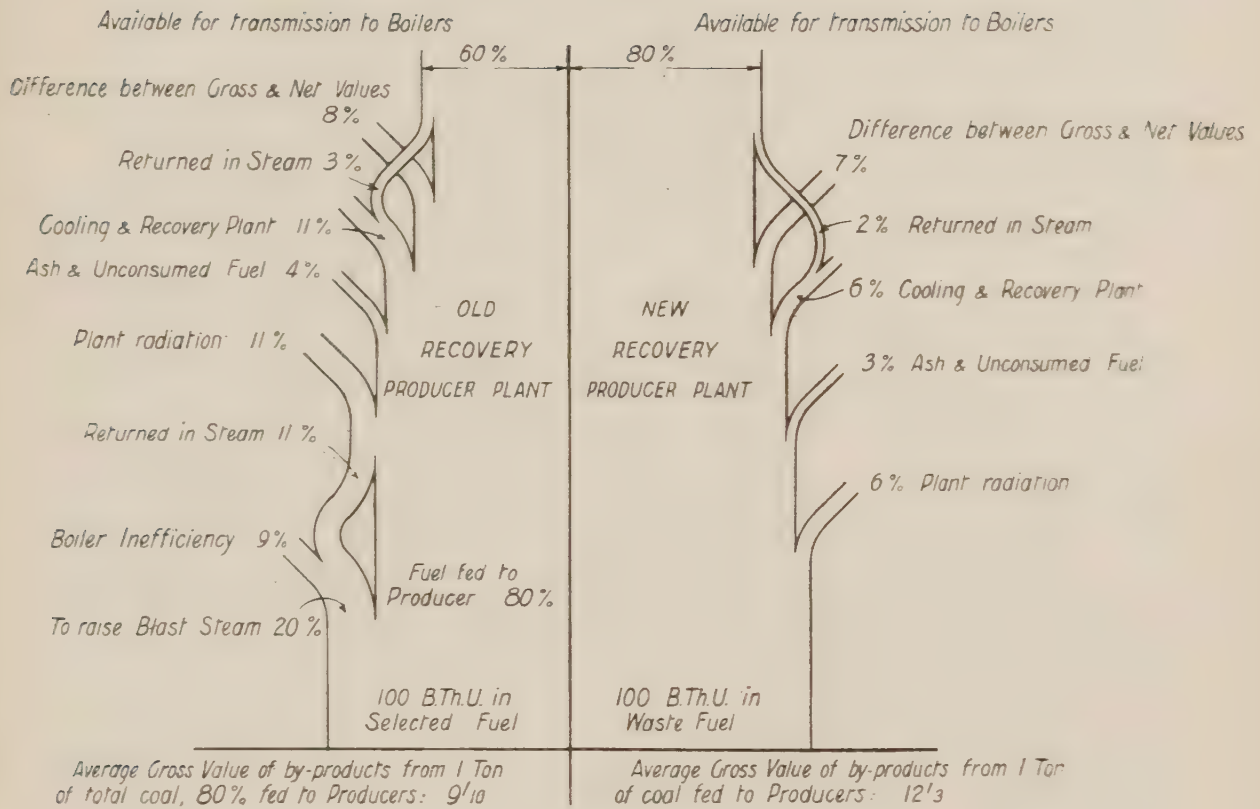 Available for transmission to Boilers
60%
Difference between Gross & Net Values
8%
Returned in Steam 3%
Cooling & Recovery Plant 11%
Ash & Unconsumed Fuel 4%
Plant radiation 11%
Returned in Steam 11%
Boiler Inefficiency 9%
To raise Blast Steam 20%
OLD
RECOVERY
PRODUCER PLANT
Fuel fed to
Producer 80%
100 B.Th.U. in
Selected Fuel
Average Gross Value of by-products from 1 Ton
of total coal, 80% fed to Producers: 9'10
Available for transmission to Boilers
80%
Difference between Gross & Net Values
7%
2% Returned in Steam
6% Cooling & Recovery Plant
3% Ash & Unconsumed Fuel
6% Plant radiation
NEW
RECOVERY
PRODUCER PLANT
100 B.Th.U. in
Waste Fuel
Average Gross Value of by-products from 1 Ton
of coal fed to Producers: 12'3